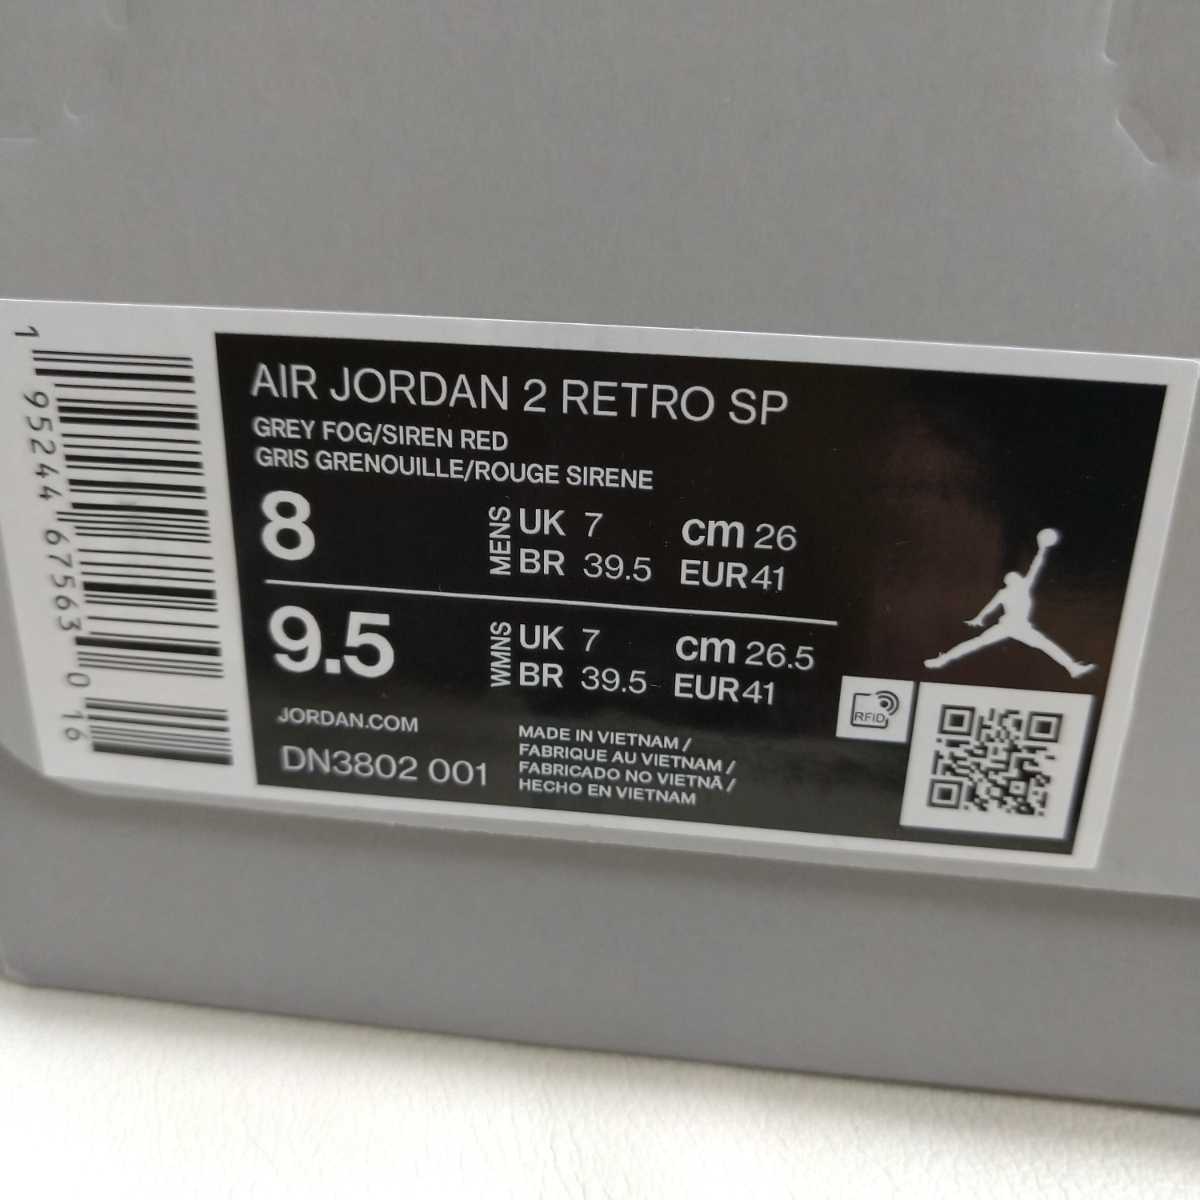 AIR JORDAN 2 RETRO SP
GREY FOG/SIREN RED
GRIS GRENOUILLE/ROUGE SIRENE
8 MENS UK 7 cm 26
BR 39.5 EUR 41
9.5 WMNS UK 7 cm 26.5
BR 39.5 EUR 41
JORDAN.COM
DN3802 001
MADE IN VIETNAM /
FABRIQUE AU VIETNAM /
FABRICADO NO VIETNÃ /
HECHO EN VIETNAM
RFID
1 95244 67563 0 16